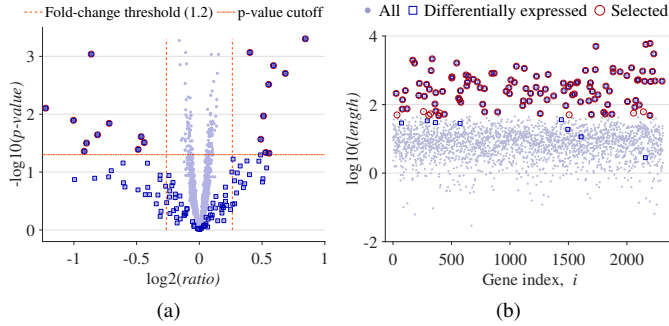 Fold-change threshold (1.2) p-value cutoff
-3
-2
-1
0
-log10(p-value)
-1 -0.5 0.0 0.5 1.0
log2(ratio)
(a)
All Differentially expressed Selected
4
2
0
-2
log10(length)
0 500 1000 1500 2000
Gene index, i
(b)